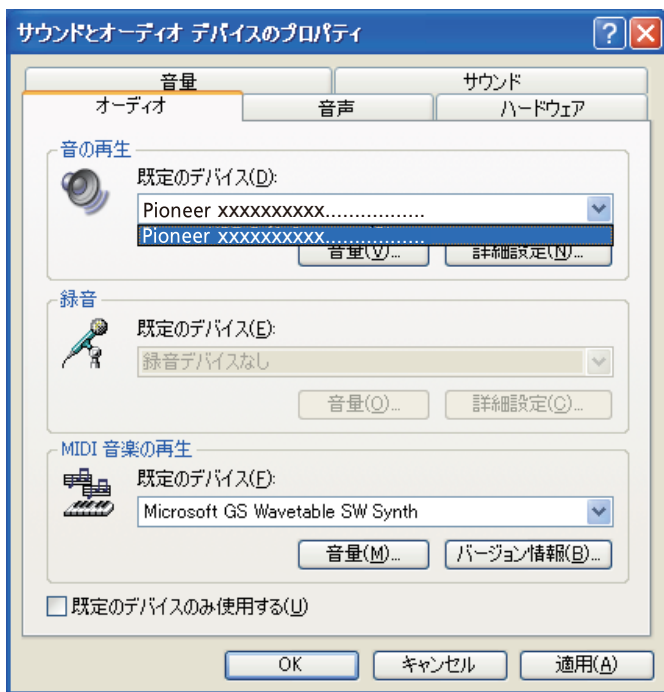 サウンドとオーディオ デバイスのプロパティ
音量 サウンド
オーディオ 音声 ハードウェア
音の再生
既定のデバイス(D):
Pioneer xxxxxxxxxx.................
Pioneer xxxxxxxxxx.................
音量(V)... 詳細設定(N)...
録音
既定のデバイス(E):
録音デバイスなし
音量(O)... 詳細設定(C)...
MIDI 音楽の再生
既定のデバイス(F):
Microsoft GS Wavetable SW Synth
音量(M)... バージョン情報(B)...
既定のデバイスのみ使用する(U)
OK キャンセル 適用(A)